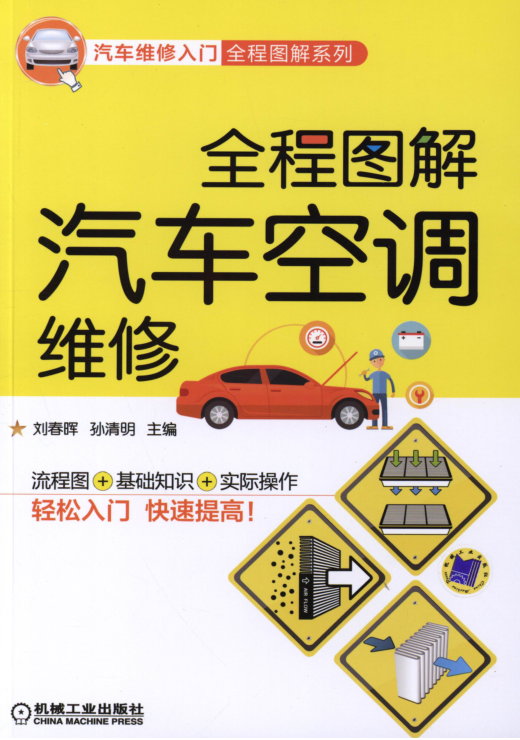 汽车维修入门 全程图解系列
全程图解
汽车空调
维修
刘春晖 孙清明 主编
流程图+基础知识+实际操作
轻松入门 快速提高!
AIR FLOW
机械工业出版社
CHINA MACHINE PRESS